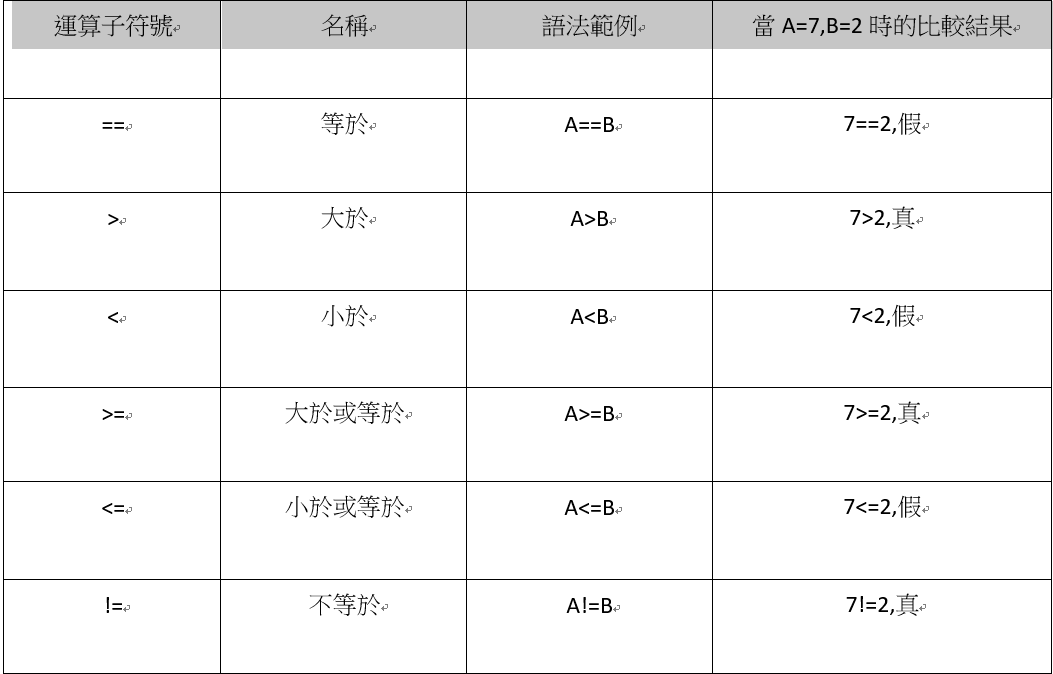 運算子符號 名稱 語法範例 當 A=7,B=2 時的比較結果
== 等於 A==B 7==2,假
> 大於 A>B 7>2,真
< 小於 A<B 7<2,假
>= 大於或等於 A>=B 7>=2,真
<= 小於或等於 A<=B 7<=2,假
!= 不等於 A!=B 7!=2,真